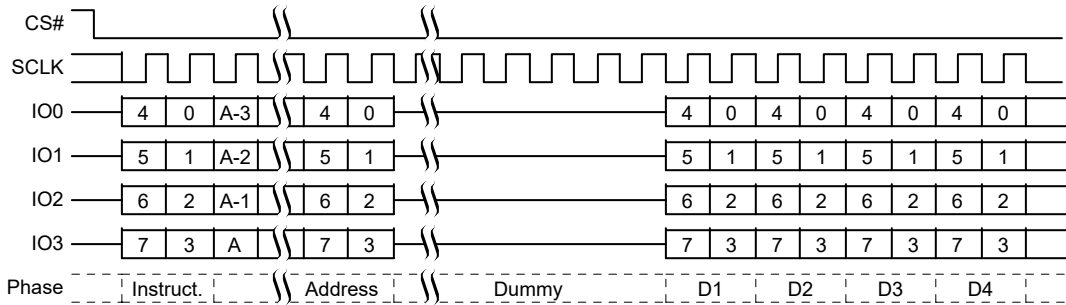 CS#
SCLK
IO0 4 0 A-3 4 0 4 0 4 0 4 0 4 0
IO1 5 1 A-2 5 1 5 1 5 1 5 1 5 1
IO2 6 2 A-1 6 2 6 2 6 2 6 2 6 2
IO3 7 3 A 7 3 7 3 7 3 7 3 7 3
Phase Instruct. Address Dummy D1 D2 D3 D4